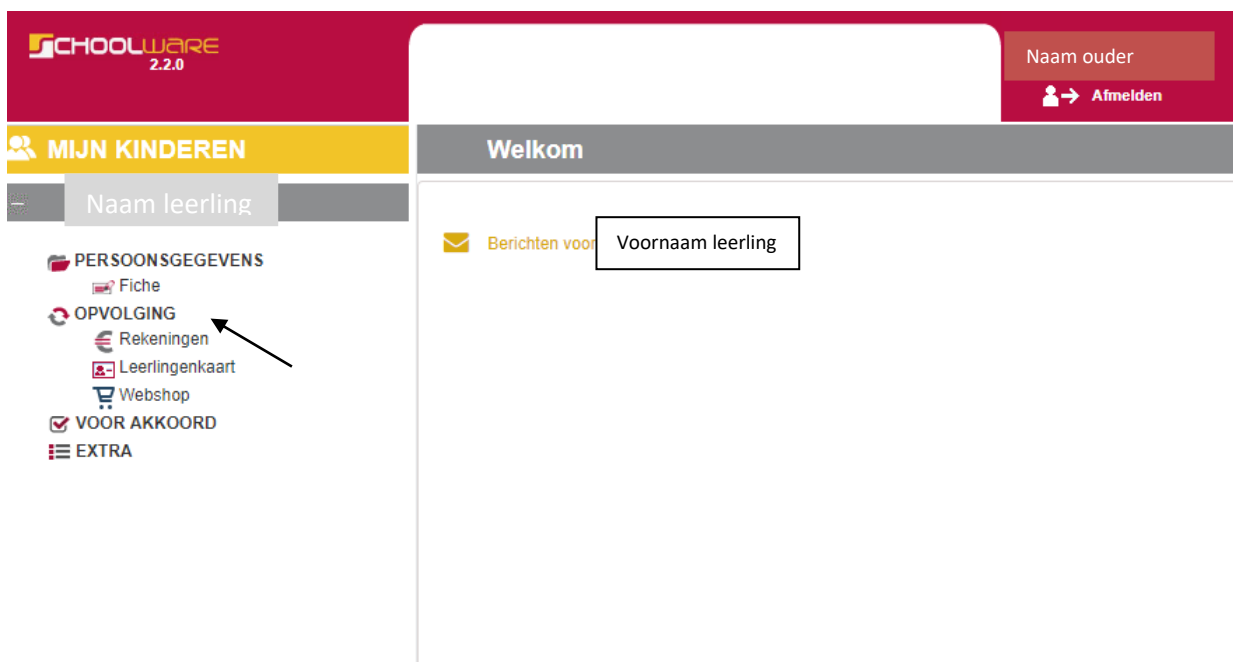 SCHOOLWARE
2.2.0
Naam ouder
Afmelden
MIJN KINDEREN
Welkom
Naam leerling
Berichten voor
Voornaam leerling
PERSOONSGEGEVENS
Fiche
OPVOLGING
Rekeningen
Leerlingenkaart
Webshop
VOOR AKKOORD
EXTRA